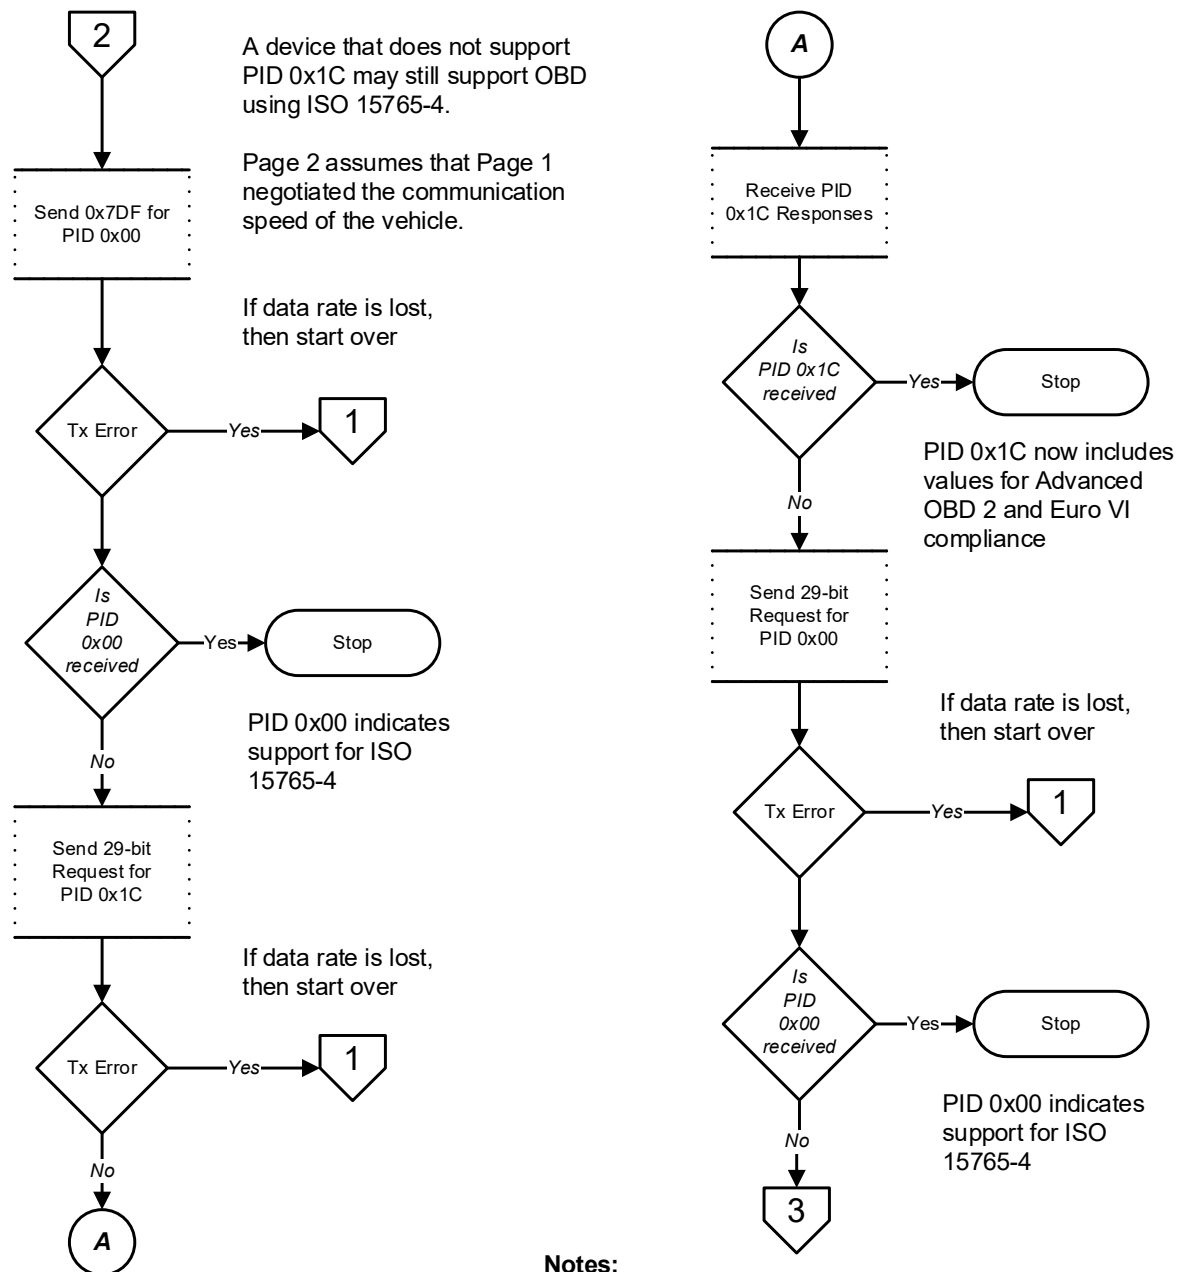 2
A device that does not support
PID 0x1C may still support OBD
using ISO 15765-4.
Page 2 assumes that Page 1
negotiated the communication
speed of the vehicle.
Send 0x7DF for
PID 0x00
If data rate is lost,
then start over
Tx Error
Yes
1
Is
PID
0x00
received
Yes
Stop
PID 0x00 indicates
support for ISO
15765-4
No
Send 29-bit
Request for
PID 0x1C
If data rate is lost,
then start over
Tx Error
Yes
1
No
A
A
Receive PID
0x1C Responses
Is
PID 0x1C
received
Yes
Stop
PID 0x1C now includes
values for Advanced
OBD 2 and Euro VI
compliance
No
Send 29-bit
Request for
PID 0x00
If data rate is lost,
then start over
Tx Error
Yes
1
Is
PID
0x00
received
Yes
Stop
PID 0x00 indicates
support for ISO
15765-4
No
3
Notes: